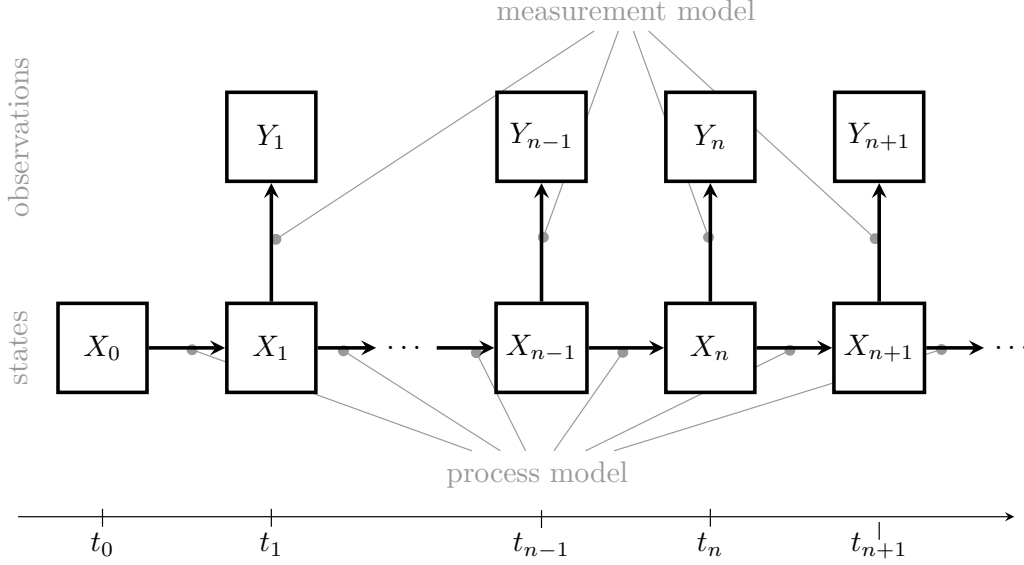 measurement model
observations
Y₁
Yₙ₋₁
Yₙ
Yₙ₊₁
states
X₀
X₁
···
Xₙ₋₁
Xₙ
Xₙ₊₁
···
process model
t₀
t₁
tₙ₋₁
tₙ
tₙ₊₁